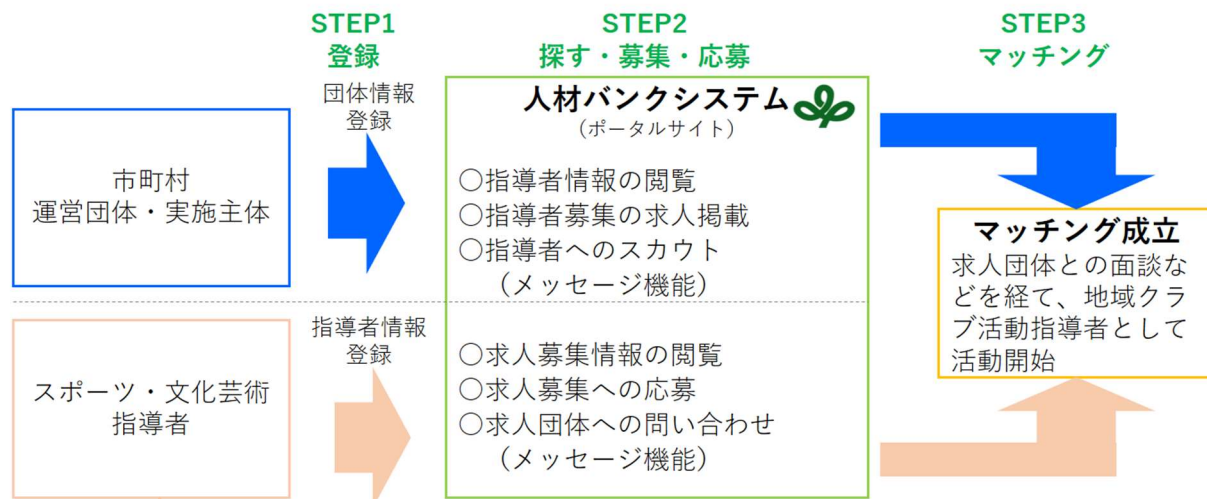 STEP1
登録
STEP2
探す・募集・応募
STEP3
マッチング
市町村
運営団体・実施主体
団体情報
登録
人材バンクシステム
（ポータルサイト）
○指導者情報の閲覧
○指導者募集の求人掲載
○指導者へのスカウト
（メッセージ機能）
スポーツ・文化芸術
指導者
指導者情報
登録
○求人募集情報の閲覧
○求人募集への応募
○求人団体への問い合わせ
（メッセージ機能）
マッチング成立
求人団体との面談な
どを経て、地域クラ
ブ活動指導者として
活動開始